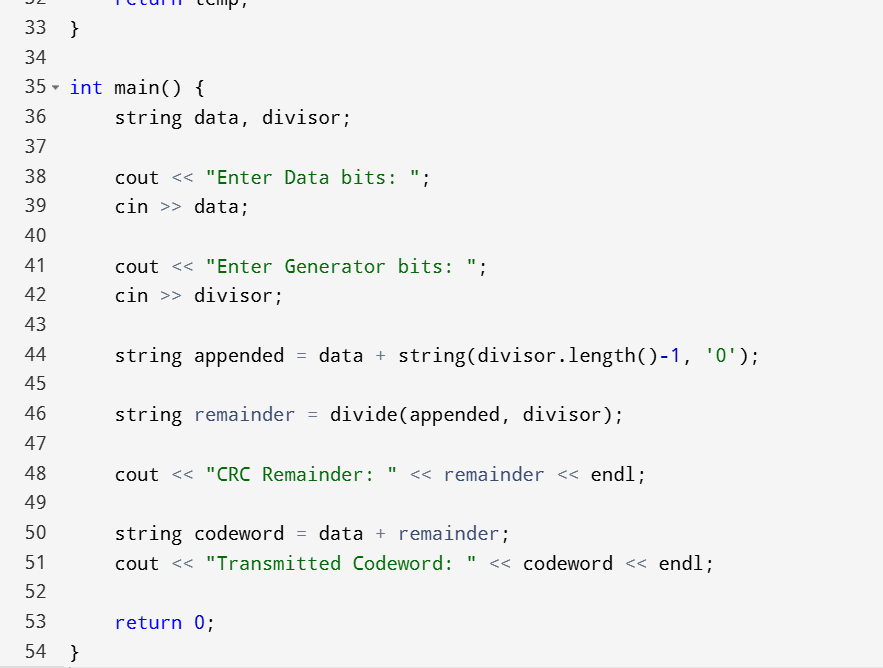 32 return temp;
33 }
34
35 int main() {
36     string data, divisor;
37
38     cout << "Enter Data bits: ";
39     cin >> data;
40
41     cout << "Enter Generator bits: ";
42     cin >> divisor;
43
44     string appended = data + string(divisor.length()-1, '0');
45
46     string remainder = divide(appended, divisor);
47
48     cout << "CRC Remainder: " << remainder << endl;
49
50     string codeword = data + remainder;
51     cout << "Transmitted Codeword: " << codeword << endl;
52
53     return 0;
54 }